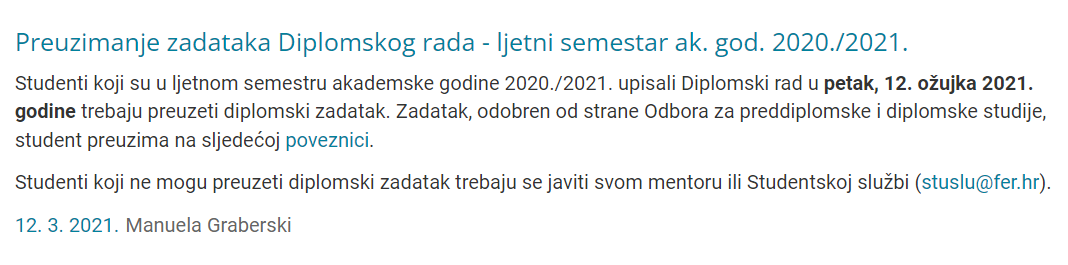 Preuzimanje zadataka Diplomskog rada - ljetni semestar ak. god. 2020./2021.
Studenti koji su u ljetnom semestru akademske godine 2020./2021. upisali Diplomski rad u petak, 12. ožujka 2021.
godine trebaju preuzeti diplomski zadatak. Zadatak, odobren od strane Odbora za preddiplomske i diplomske studije,
student preuzima na sljedećoj poveznici.
Studenti koji ne mogu preuzeti diplomski zadatak trebaju se javiti svom mentoru ili Studentskoj službi (stuslu@fer.hr).
12. 3. 2021. Manuela Graberski